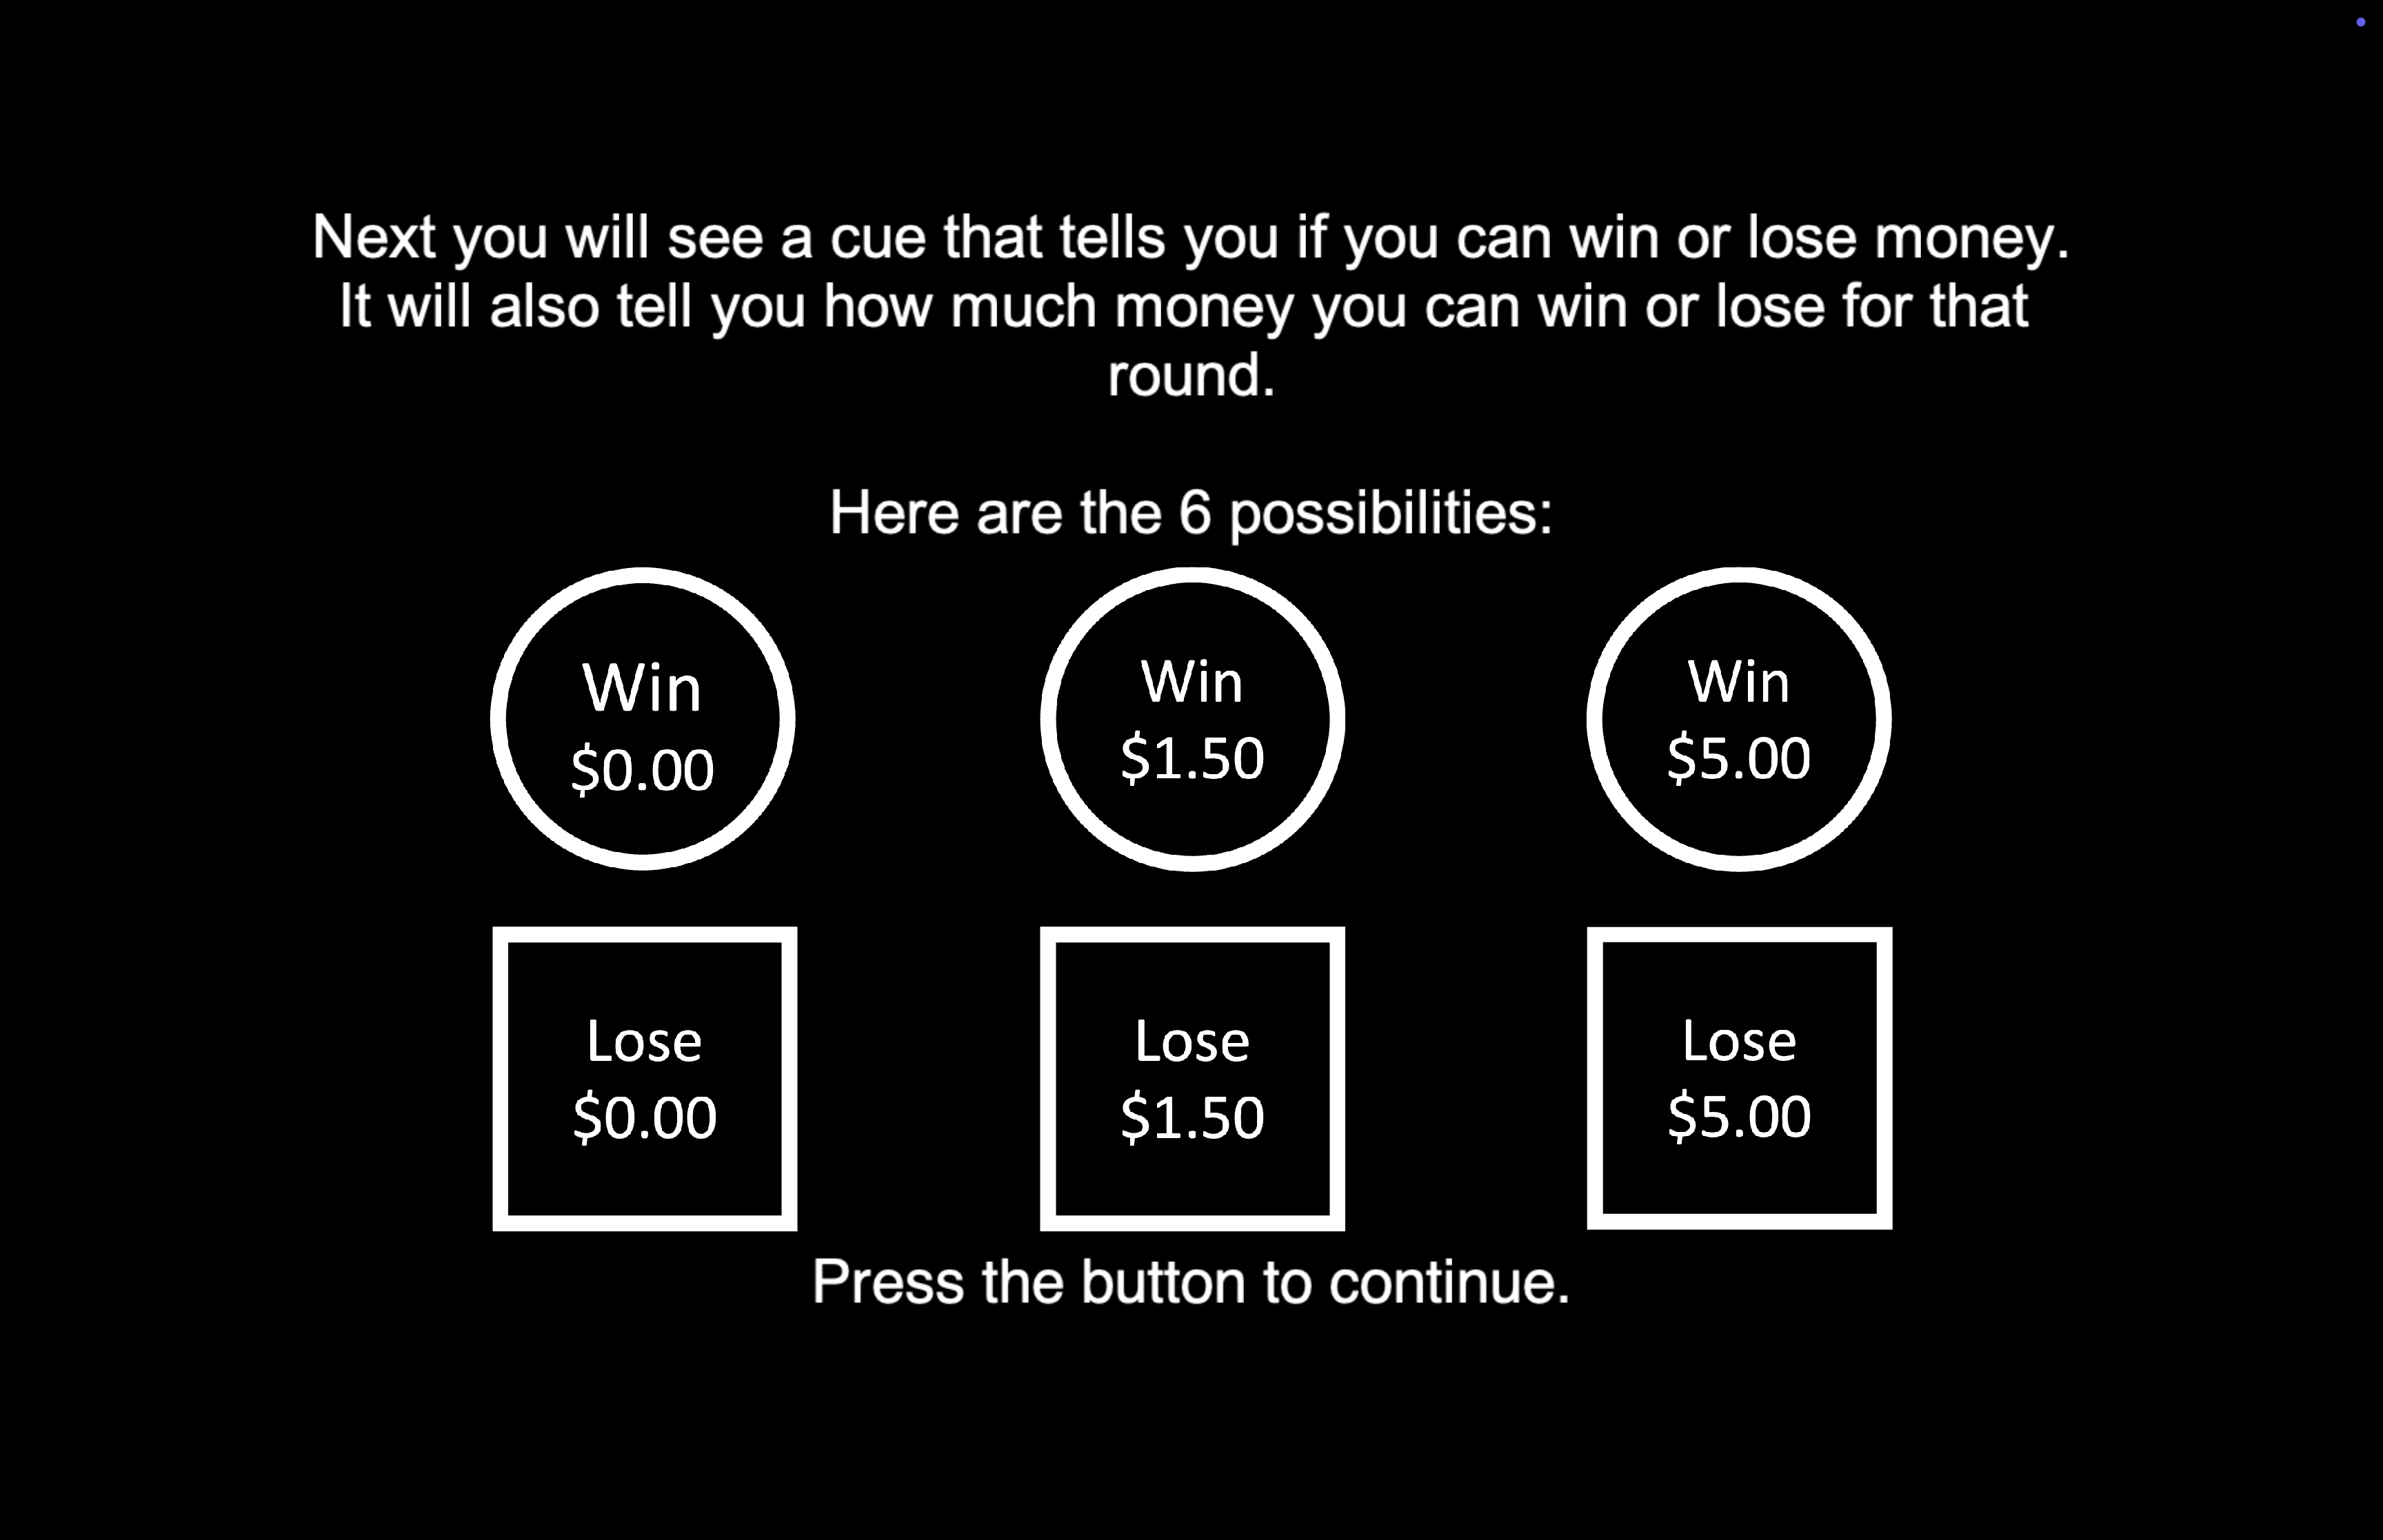 Next you will see a cue that tells you if you can win or lose money.
It will also tell you how much money you can win or lose for that
round.
Here are the 6 possibilities:
Win
$0.00
Win
$1.50
Win
$5.00
Lose
$0.00
Lose
$1.50
Lose
$5.00
Press the button to continue.